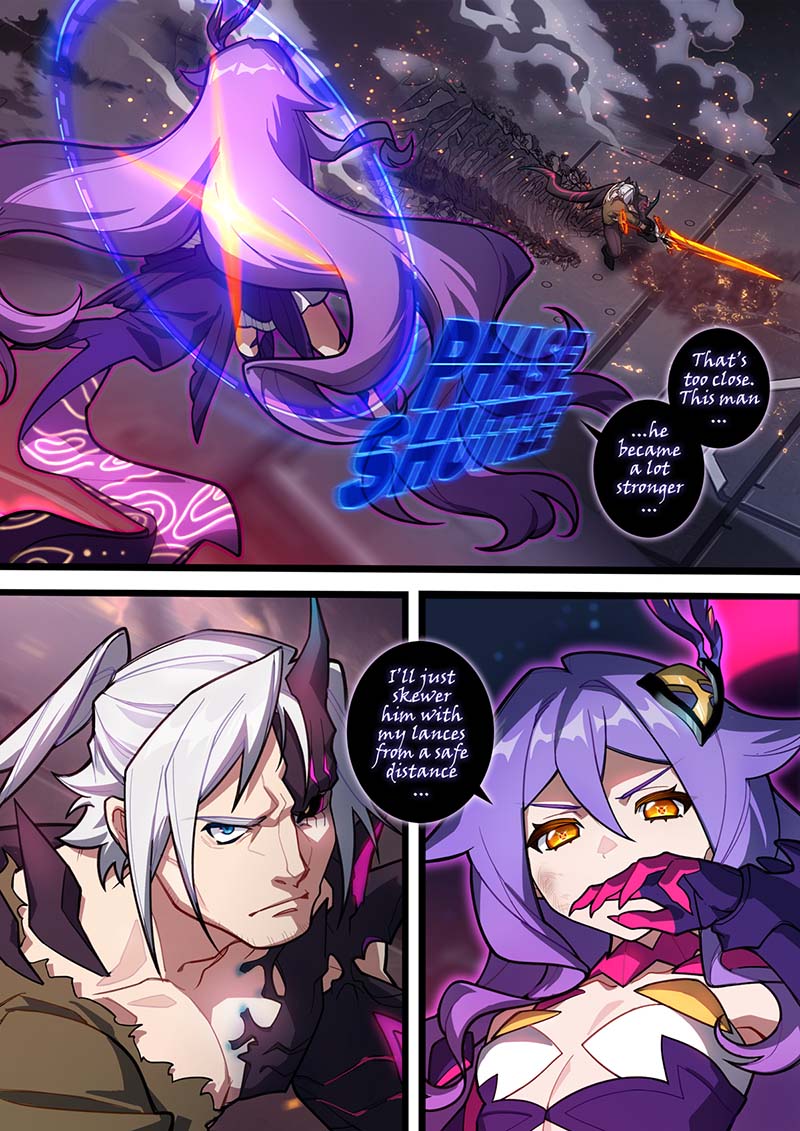 PHASE
SHUTTLE
That's
too close.
This man
...
...he
became
a lot
stronger
...
I'll just
skewer
him with
my lances
from a safe
distance
...